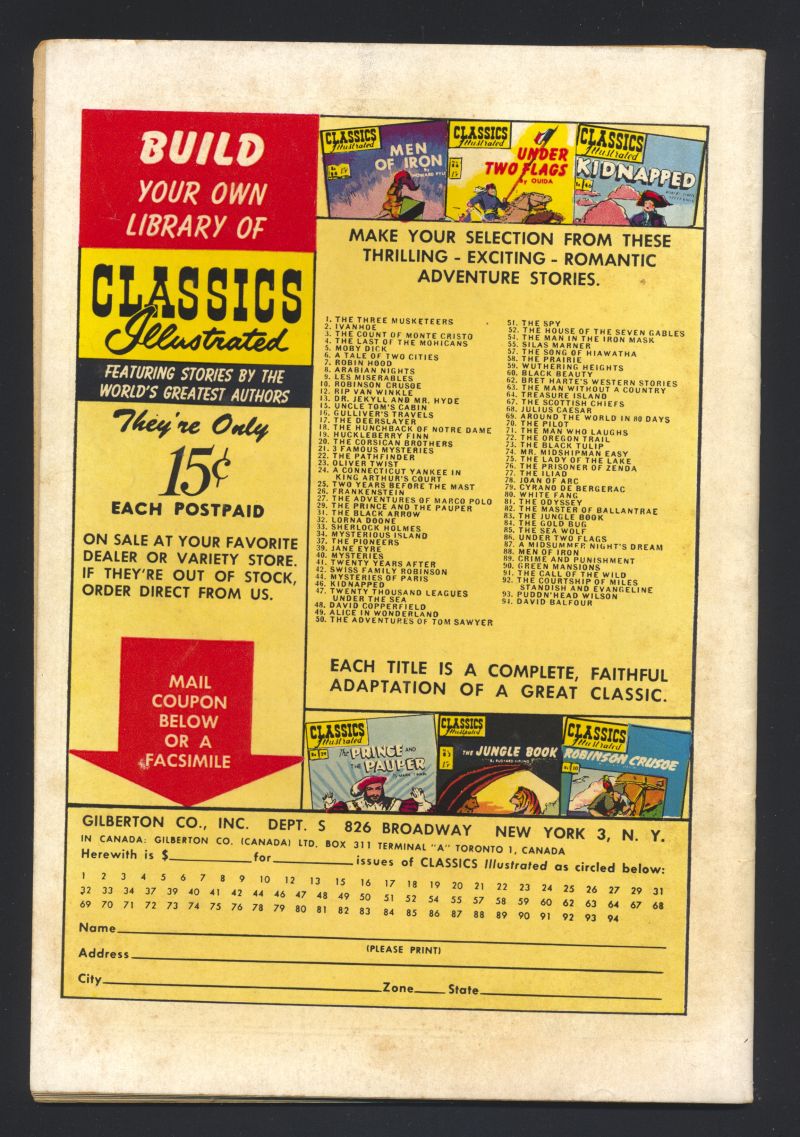 BUILD
YOUR OWN
LIBRARY OF
CLASSICS
Illustrated
FEATURING STORIES BY THE
WORLD'S GREATEST AUTHORS
They're Only
15¢
EACH POSTPAID
ON SALE AT YOUR FAVORITE
DEALER OR VARIETY STORE.
IF THEY'RE OUT OF STOCK,
ORDER DIRECT FROM US.
MAIL
COUPON
BELOW
OR A
FACSIMILE
CLASSICS
Illustrated
MEN
OF IRON
BY HOWARD PYLE
CLASSICS
Illustrated
UNDER
TWO FLAGS
By OUIDA
CLASSICS
Illustrated
KIDNAPPED
MAKE YOUR SELECTION FROM THESE
THRILLING - EXCITING - ROMANTIC
ADVENTURE STORIES.
1. THE THREE MUSKETEERS
2. IVANHOE
3. THE COUNT OF MONTE CRISTO
4. THE LAST OF THE MOHICANS
5. MOBY DICK
6. A TALE OF TWO CITIES
7. ROBIN HOOD
8. ARABIAN NIGHTS
9. LES MISERABLES
10. ROBINSON CRUSOE
12. RIP VAN WINKLE
13. DR. JEKYLL AND MR. HYDE
15. UNCLE TOM'S CABIN
16. GULLIVER'S TRAVELS
17. THE DEERSLAYER
18. THE HUNCHBACK OF NOTRE DAME
19. HUCKLEBERRY FINN
20. THE CORSICAN BROTHERS
21. 3 FAMOUS MYSTERIES
22. THE PATHFINDER
23. OLIVER TWIST
24. A CONNECTICUT YANKEE IN
KING ARTHUR'S COURT
25. TWO YEARS BEFORE THE MAST
26. FRANKENSTEIN
27. THE ADVENTURES OF MARCO POLO
29. THE PRINCE AND THE PAUPER
31. THE BLACK ARROW
32. LORNA DOONE
33. SHERLOCK HOLMES
34. MYSTERIOUS ISLAND
37. THE PIONEERS
39. JANE EYRE
40. MYSTERIES
41. TWENTY YEARS AFTER
42. SWISS FAMILY ROBINSON
44. MYSTERIES OF PARIS
46. KIDNAPPED
47. TWENTY THOUSAND LEAGUES
UNDER THE SEA
48. DAVID COPPERFIELD
49. ALICE IN WONDERLAND
50. THE ADVENTURES OF TOM SAWYER
51. THE SPY
52. THE HOUSE OF THE SEVEN GABLES
54. THE MAN IN THE IRON MASK
55. SILAS MARNER
57. THE SONG OF HIAWATHA
58. THE PRAIRIE
59. WUTHERING HEIGHTS
60. BLACK BEAUTY
62. BRET HARTE'S WESTERN STORIES
63. THE MAN WITHOUT A COUNTRY
64. TREASURE ISLAND
67. THE SCOTTISH CHIEFS
68. JULIUS CAESAR
69. AROUND THE WORLD IN 80 DAYS
70. THE PILOT
71. THE MAN WHO LAUGHS
72. THE OREGON TRAIL
73. THE BLACK TULIP
74. MR. MIDSHIPMAN EASY
75. THE LADY OF THE LAKE
76. THE PRISONER OF ZENDA
77. THE ILIAD
78. JOAN OF ARC
79. CYRANO DE BERGERAC
80. WHITE FANG
81. THE ODYSSEY
82. THE MASTER OF BALLANTRAE
83. THE JUNGLE BOOK
84. THE GOLD BUG
85. THE SEA WOLF
86. UNDER TWO FLAGS
87. A MIDSUMMER NIGHT'S DREAM
88. MEN OF IRON
89. CRIME AND PUNISHMENT
90. GREEN MANSIONS
91. THE CALL OF THE WILD
92. THE COURTSHIP OF MILES
STANDISH AND EVANGELINE
93. PUDD'NHEAD WILSON
94. DAVID BALFOUR
EACH TITLE IS A COMPLETE, FAITHFUL
ADAPTATION OF A GREAT CLASSIC.
CLASSICS
Illustrated
The PRINCE AND
THE PAUPER
By MARK TWAIN
CLASSICS
Illustrated
THE JUNGLE BOOK
By RUDYARD KIPLING
CLASSICS
Illustrated
ROBINSON CRUSOE
GILBERTON CO., INC. DEPT. S 826 BROADWAY NEW YORK 3, N. Y.
IN CANADA: GILBERTON CO. (CANADA) LTD. BOX 311 TERMINAL "A" TORONTO 1, CANADA
Herewith is $ for issues of CLASSICS Illustrated as circled below:
1 2 3 4 5 6 7 8 9 10 12 13 15 16 17 18 19 20 21 22 23 24 25 26 27 29 31
32 33 34 37 39 40 41 42 44 46 47 48 49 50 51 52 54 55 57 58 59 60 62 63 64 67 68
69 70 71 72 73 74 75 76 77 78 79 80 81 82 83 84 85 86 87 88 89 90 91 92 93 94
Name
(PLEASE PRINT)
Address
City Zone State